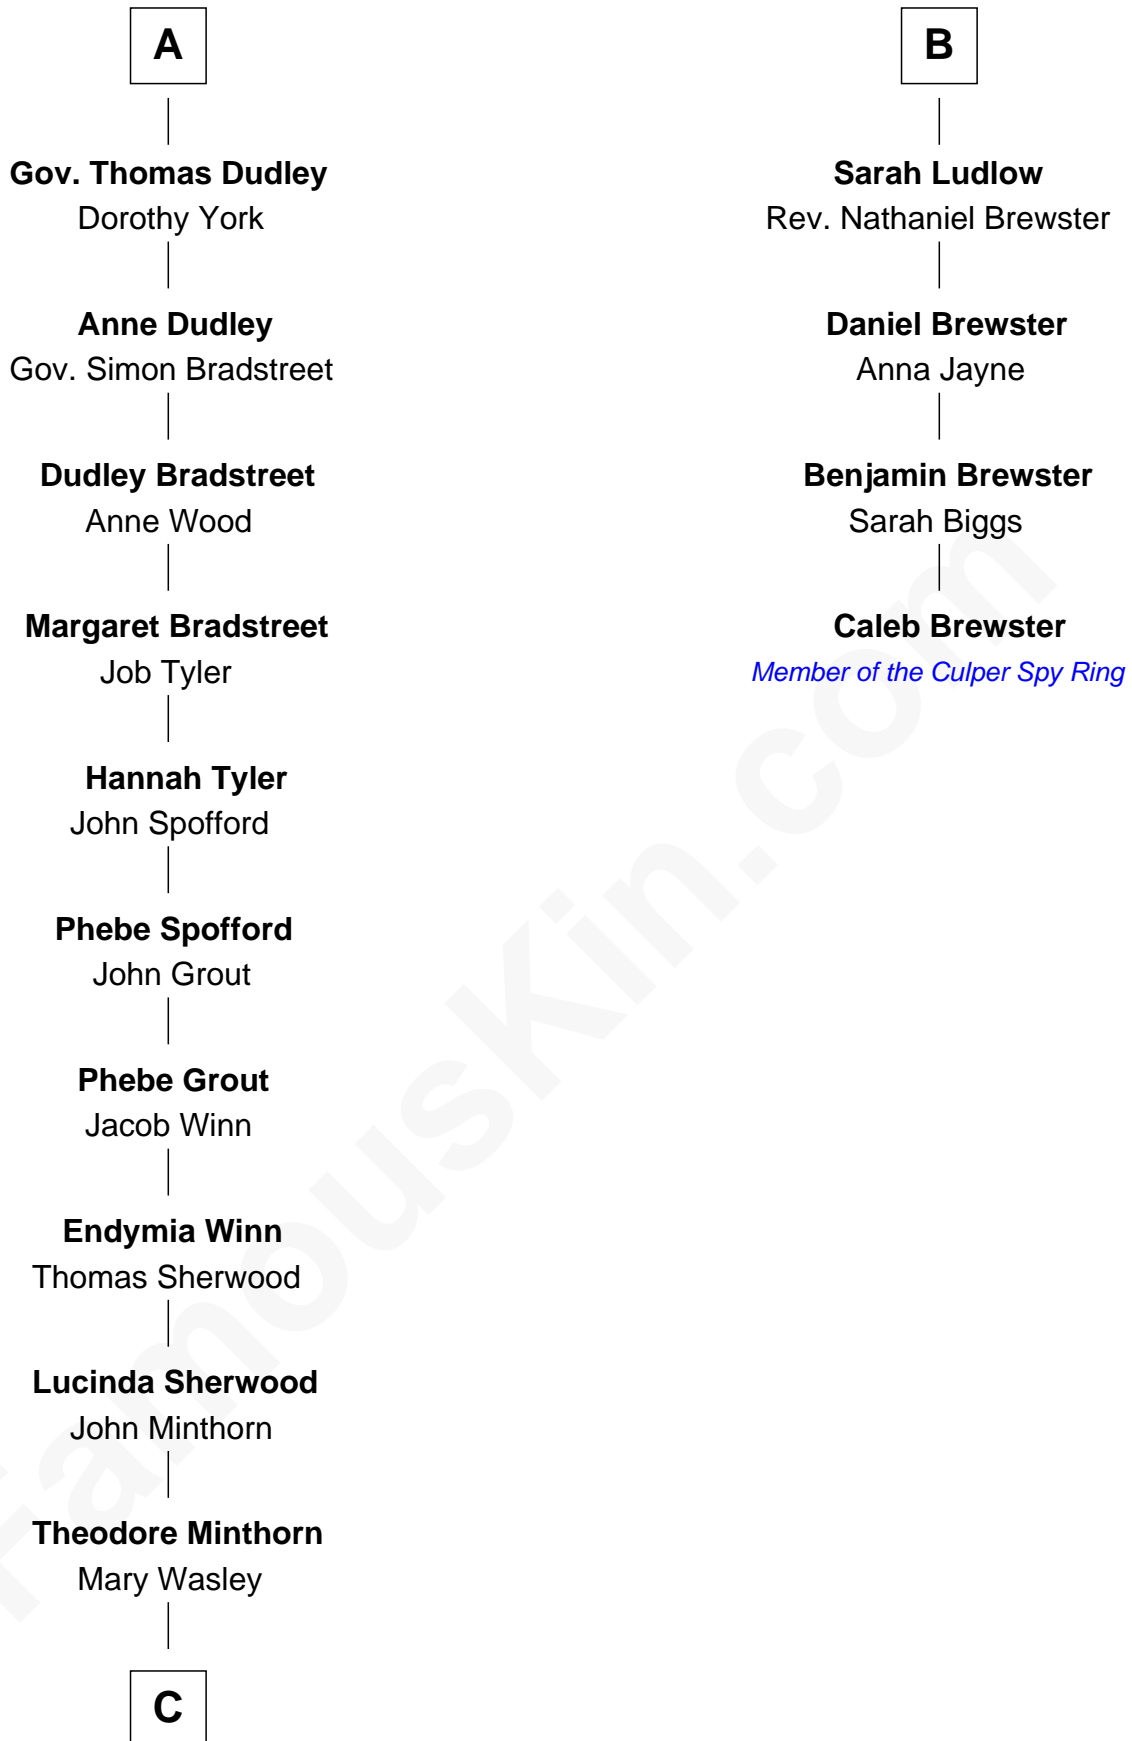 A
Gov. Thomas Dudley
Dorothy York
Anne Dudley
Gov. Simon Bradstreet
Dudley Bradstreet
Anne Wood
Margaret Bradstreet
Job Tyler
Hannah Tyler
John Spofford
Phebe Spofford
John Grout
Phebe Grout
Jacob Winn
Endymia Winn
Thomas Sherwood
Lucinda Sherwood
John Minthorn
Theodore Minthorn
Mary Wasley
C
B
Sarah Ludlow
Rev. Nathaniel Brewster
Daniel Brewster
Anna Jayne
Benjamin Brewster
Sarah Biggs
Caleb Brewster
Member of the Culper Spy Ring
FamousKin.com